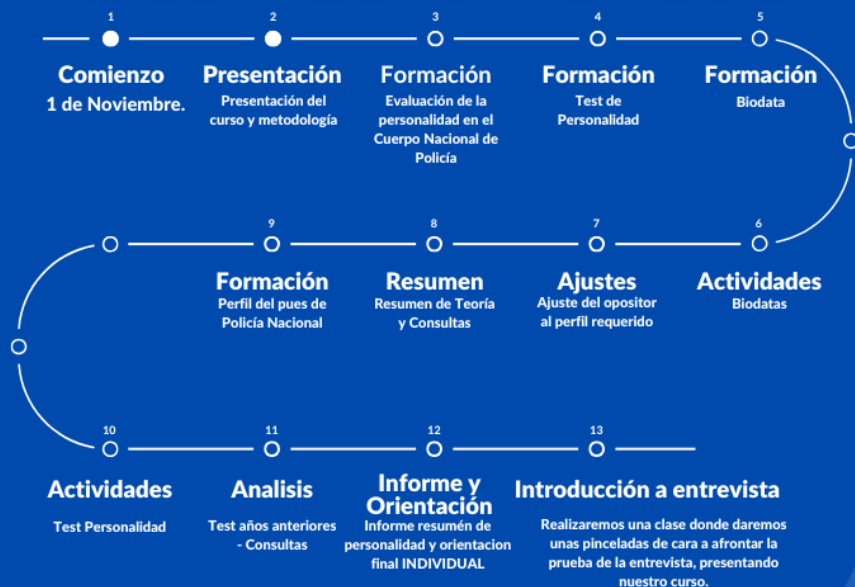 1
Comienzo
1 de Noviembre.
2
Presentación
Presentación del
curso y metodología
3
Formación
Evaluación de la
personalidad en el
Cuerpo Nacional de
Policía
4
Formación
Test de
Personalidad
5
Formación
Biodata
6
Actividades
Biodatas
7
Ajustes
Ajuste del opositor
al perfil requerido
8
Resumen
Resumen de Teoría
y Consultas
9
Formación
Perfil del pues de
Policía Nacional
10
Actividades
Test Personalidad
11
Analisis
Test años anteriores
- Consultas
12
Informe y
Orientación
Informe resumén de
personalidad y orientacion
final INDIVIDUAL
13
Introducción a entrevista
Realizaremos una clase donde daremos
unas pinceladas de cara a afrontar la
prueba de la entrevista, presentando
nuestro curso.